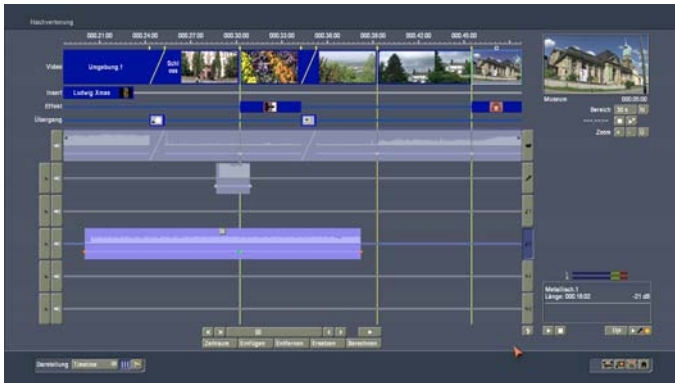 Nachvertonung
000:21:00 000:24:00 000:27:00 000:30:00 000:33:00 000:36:00 000:39:00 000:42:00 000:45:00
Video
Umgebung 1
Schl
oss
Insert
Ludwig Xmas
Effekt
Übergang
Museum 000:05:00
Bereich 30 s
Zoom + -
Metallisch.1
Länge: 000:18:02 -21 dB
Zeitraum Einfügen Entfernen Ersetzen Berechnen
Darstellung Timeline